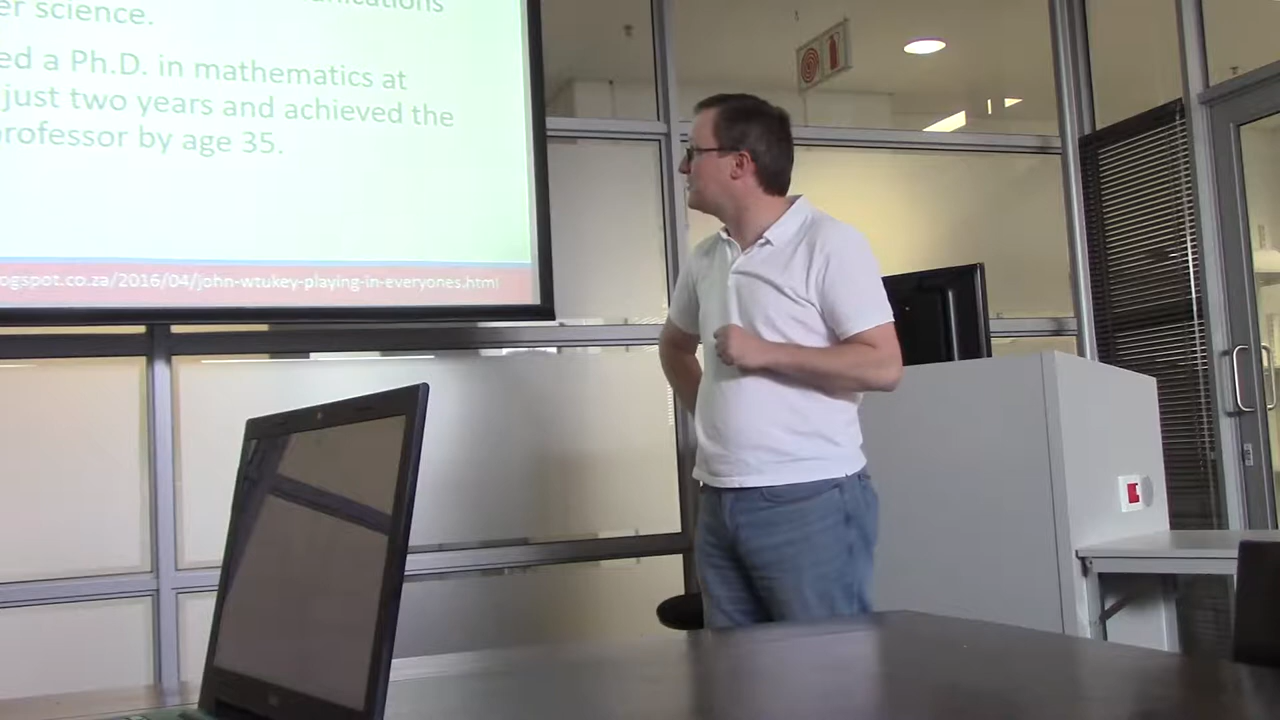 er science.
ed a Ph.D. in mathematics at
just two years and achieved the
professor by age 35.
ogspot.co.za/2016/04/john-wtukey-playing-in-everyones.html